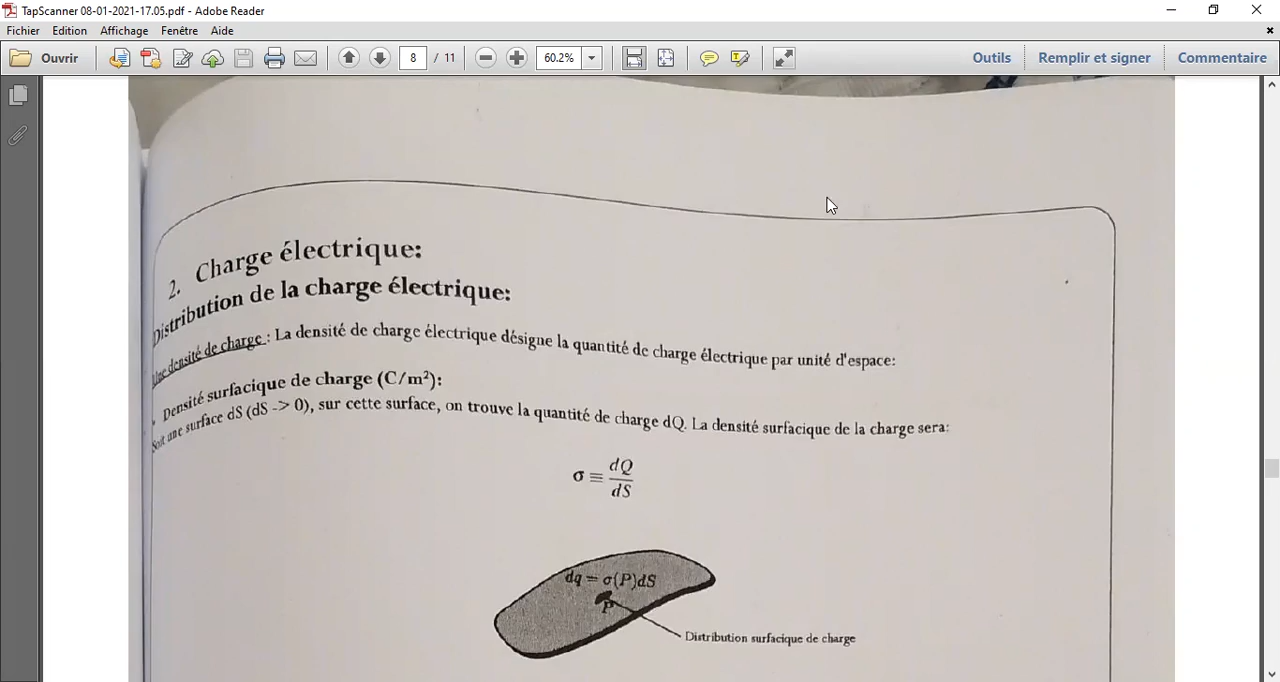 TapScanner 08-01-2021-17.05.pdf - Adobe Reader
Fichier Edition Affichage Fenêtre Aide
Ouvrir 8 / 11 60.2% Outils Remplir et signer Commentaire
2. Charge électrique:
Distribution de la charge électrique:
Une densité de charge : La densité de charge électrique désigne la quantité de charge électrique par unité d'espace:
Densité surfacique de charge (C/m²):
Soit une surface dS (dS -> 0), sur cette surface, on trouve la quantité de charge dQ. La densité surfacique de la charge sera:
σ ≡ dQ/dS
dq = σ(P)dS
P
Distribution surfacique de charge